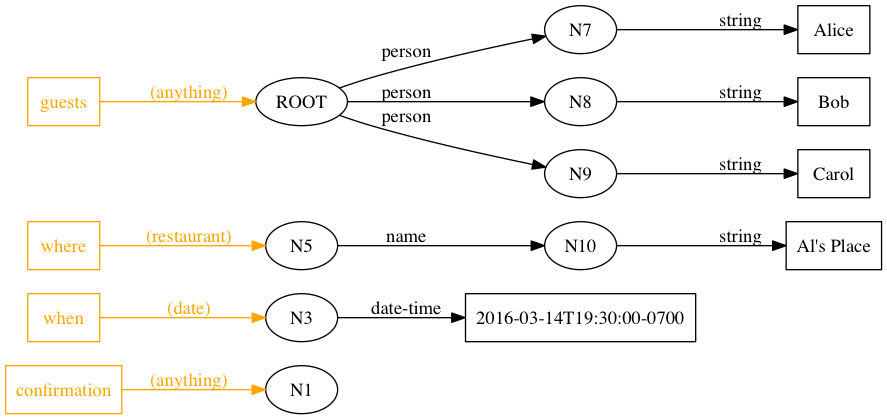 N7 string Alice
person
guests (anything) ROOT person N8 string Bob
person
N9 string Carol
where (restaurant) N5 name N10 string Al's Place
when (date) N3 date-time 2016-03-14T19:30:00-0700
confirmation (anything) N1